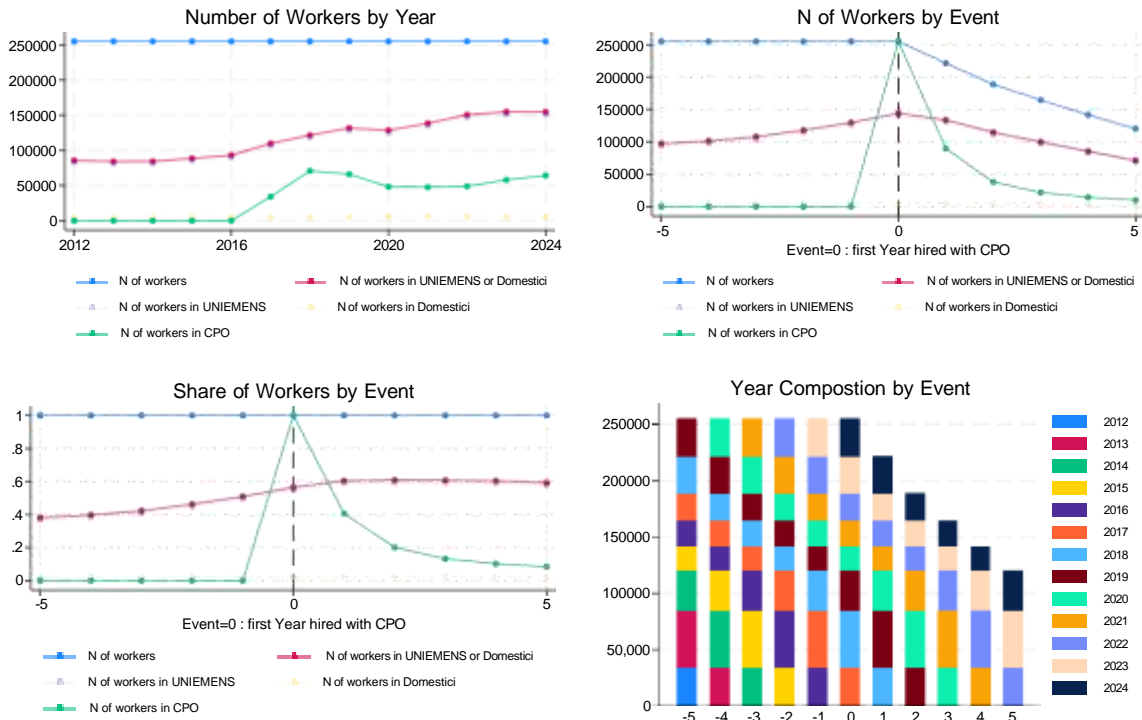 Number of Workers by Year
250000
200000
150000
100000
50000
0
2012
2016
2020
2024
N of workers
N of workers in UNIEMENS or Domestici
N of workers in UNIEMENS
N of workers in Domestici
N of workers in CPO
N of Workers by Event
250000
200000
150000
100000
50000
0
-5
0
5
Event=0 : first Year hired with CPO
N of workers
N of workers in UNIEMENS or Domestici
N of workers in UNIEMENS
N of workers in Domestici
N of workers in CPO
Share of Workers by Event
1
.8
.6
.4
.2
0
-5
0
5
Event=0 : first Year hired with CPO
N of workers
N of workers in UNIEMENS or Domestici
N of workers in UNIEMENS
N of workers in Domestici
N of workers in CPO
Year Compostion by Event
250000
200000
150000
100000
50,000
0
-5 -4 -3 -2 -1 0 1 2 3 4 5
2012
2013
2014
2015
2016
2017
2018
2019
2020
2021
2022
2023
2024